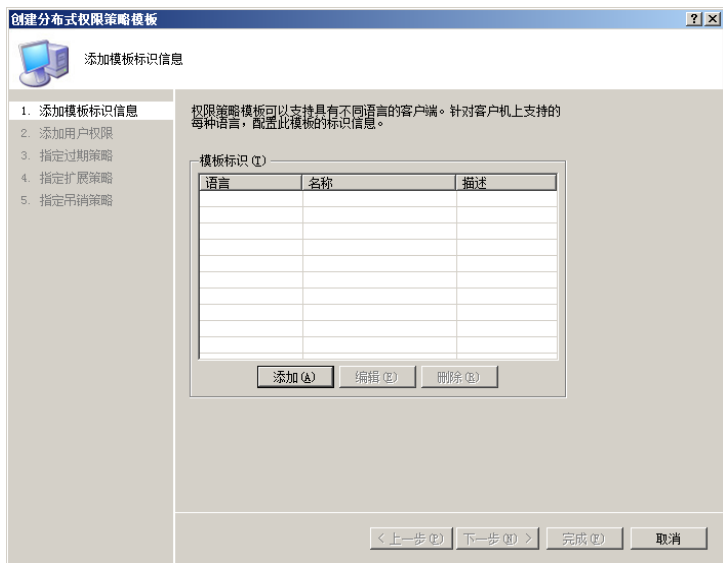 创建分布式权限策略模板
添加模板标识信息
1. 添加模板标识信息
2. 添加用户权限
3. 指定过期策略
4. 指定扩展策略
5. 指定吊销策略
权限策略模板可以支持具有不同语言的客户端。针对客户机上支持的
每种语言，配置此模板的标识信息。
模板标识(T)
语言 名称 描述
添加(A) 编辑(E) 删除(R)
< 上一步(P) 下一步(N) > 完成(F) 取消